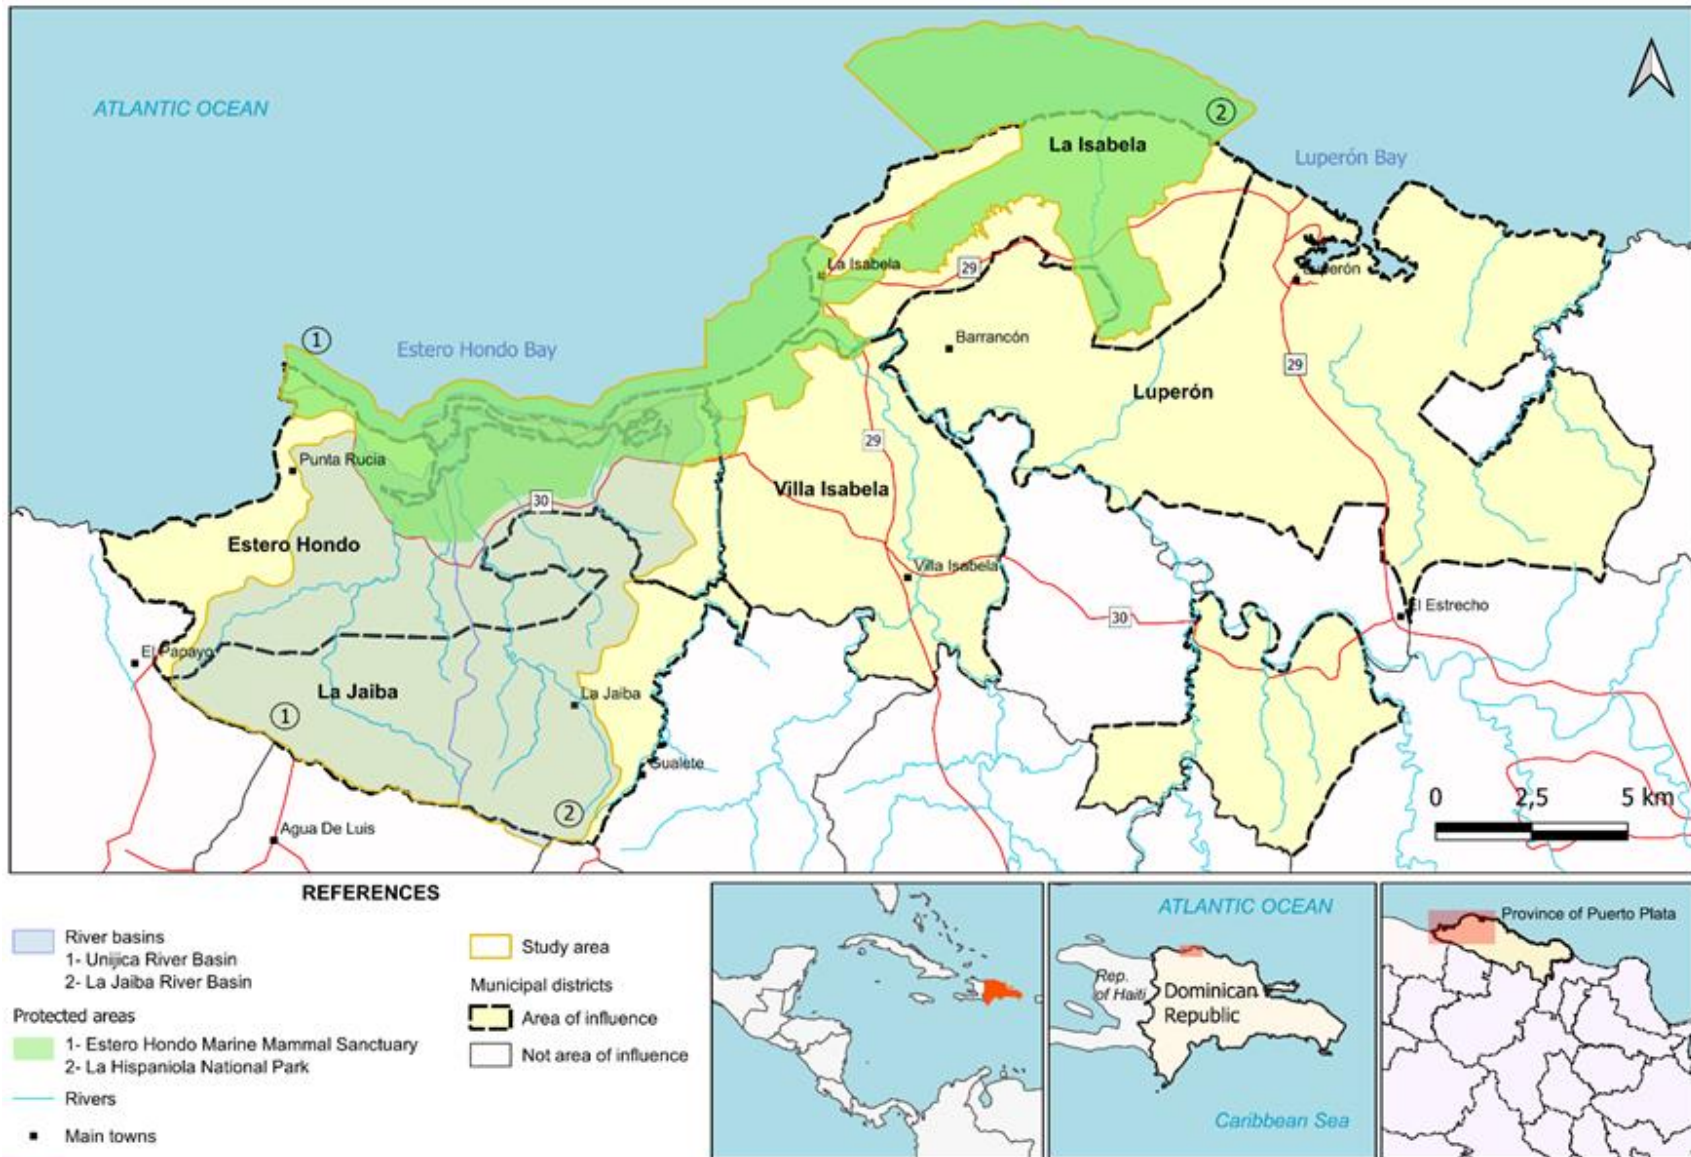 ATLANTIC OCEAN
2
La Isabela
Luperón Bay
La Isabela
29
Luperón
1
Estero Hondo Bay
Barrancón
29
Luperón
29
Punta Rucia
Villa Isabela
30
Estero Hondo
Villa Isabela
El Estrecho
30
El Papayo
La Jaiba
La Jaiba
1
Gualete
2
Agua De Luis
0 2,5 5 km
REFERENCES
River basins
1- Unijica River Basin
2- La Jaiba River Basin
Protected areas
1- Estero Hondo Marine Mammal Sanctuary
2- La Hispaniola National Park
Rivers
Main towns
Study area
Municipal districts
Area of influence
Not area of influence
ATLANTIC OCEAN
Rep.
of Haiti
Dominican
Republic
Caribbean Sea
Province of Puerto Plata